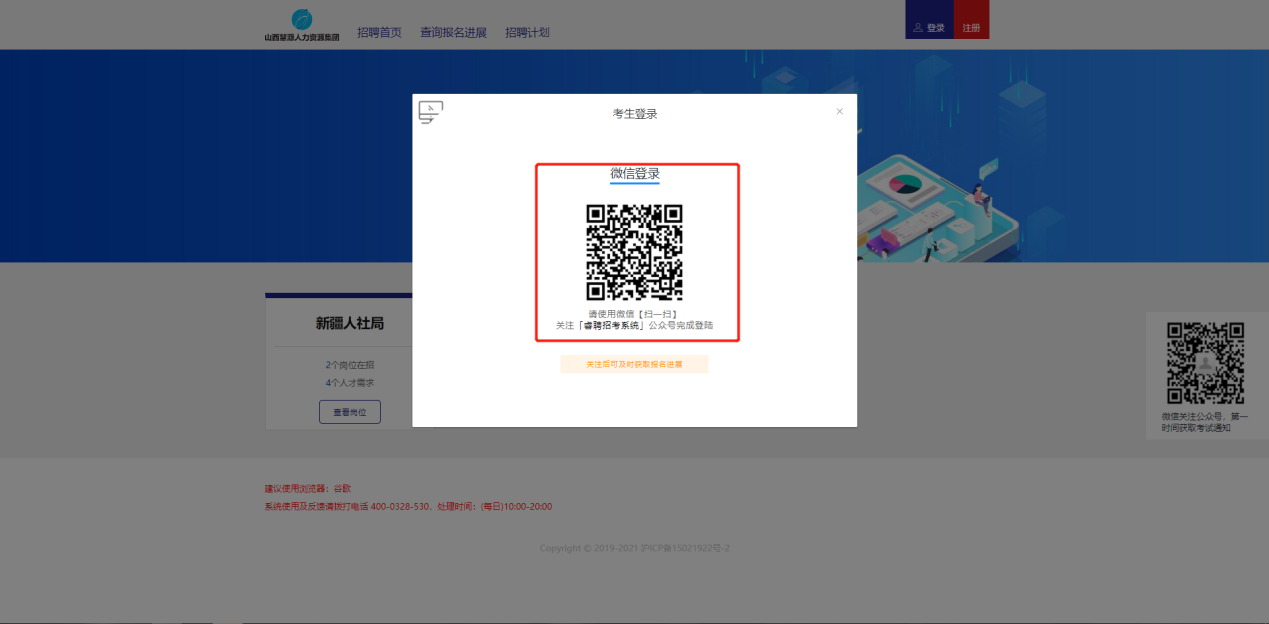 山西慧源人力资源集团
招聘首页 查询报名进展 招聘计划
登录 注册
考生登录
×
微信登录
请使用微信【扫一扫】
关注「睿聘招考系统」公众号完成登陆
关注后可及时获取报名进展
新疆人社局
2个岗位在招
4个人才需求
查看岗位
微信关注公众号，第一
时间获取考试通知
建议使用浏览器：谷歌
系统使用及反馈请拨打电话 400-0328-530，处理时间：(每日)10:00-20:00
Copyright © 2019-2021 沪ICP备15021922号-2